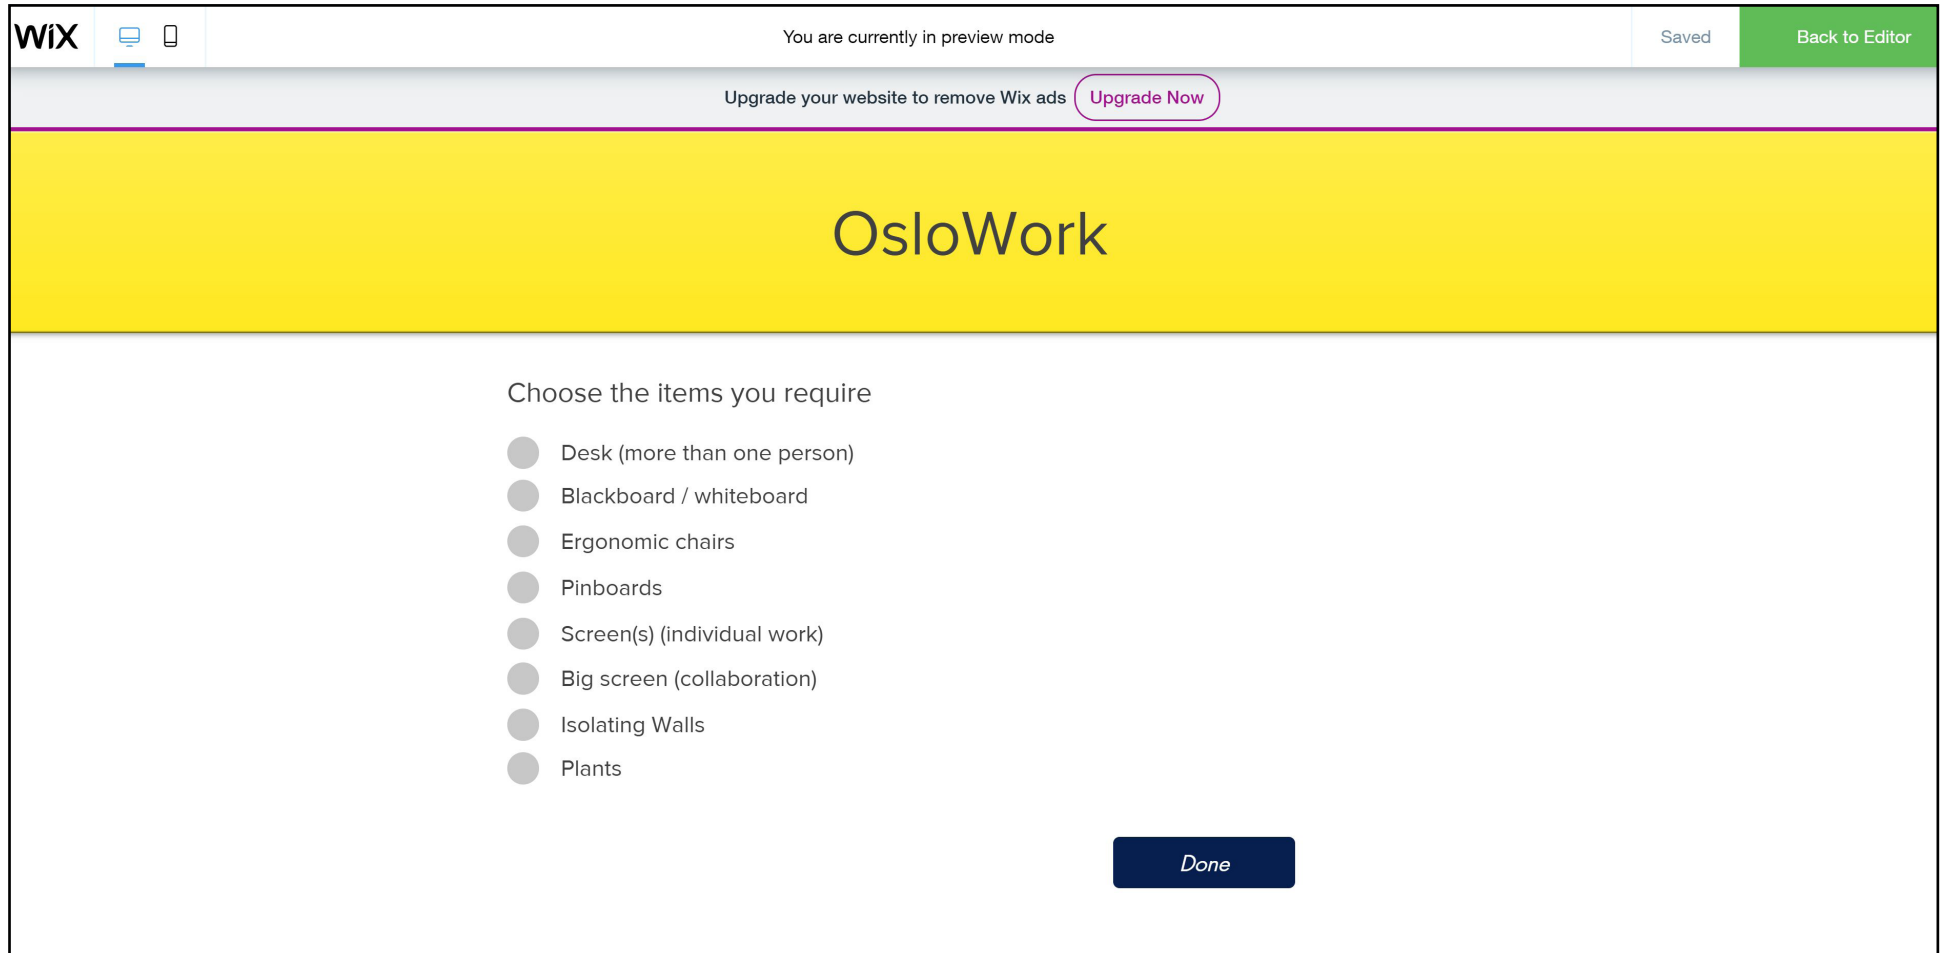 WiX
You are currently in preview mode
Saved
Back to Editor
Upgrade your website to remove Wix ads
Upgrade Now
OsloWork
Choose the items you require
Desk (more than one person)
Blackboard / whiteboard
Ergonomic chairs
Pinboards
Screen(s) (individual work)
Big screen (collaboration)
Isolating Walls
Plants
Done